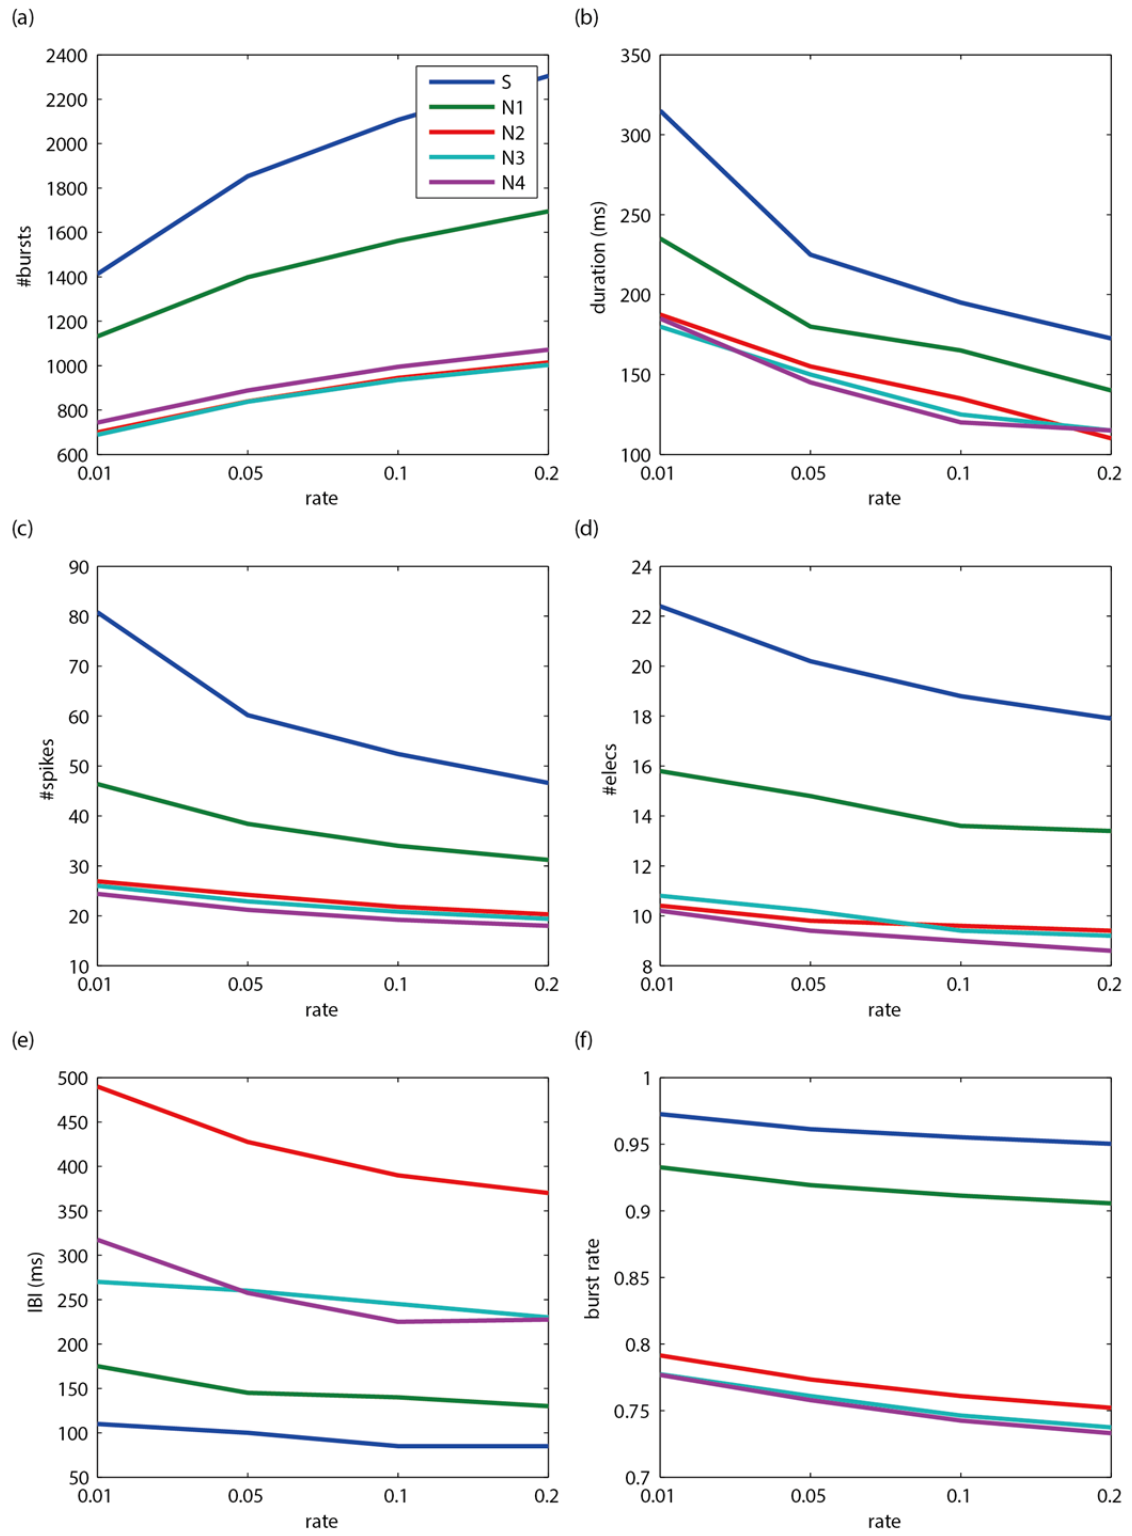 (a)
2400
2200
2000
1800
1600
1400
1200
1000
800
600
#bursts
0.01 0.05 0.1 0.2
rate
S
N1
N2
N3
N4
(b)
350
300
250
200
150
100
duration (ms)
0.01 0.05 0.1 0.2
rate
(c)
90
80
70
60
50
40
30
20
10
#spikes
0.01 0.05 0.1 0.2
rate
(d)
24
22
20
18
16
14
12
10
8
#elecs
0.01 0.05 0.1 0.2
rate
(e)
500
450
400
350
300
250
200
150
100
50
IBI (ms)
0.01 0.05 0.1 0.2
rate
(f)
1
0.95
0.9
0.85
0.8
0.75
0.7
burst rate
0.01 0.05 0.1 0.2
rate